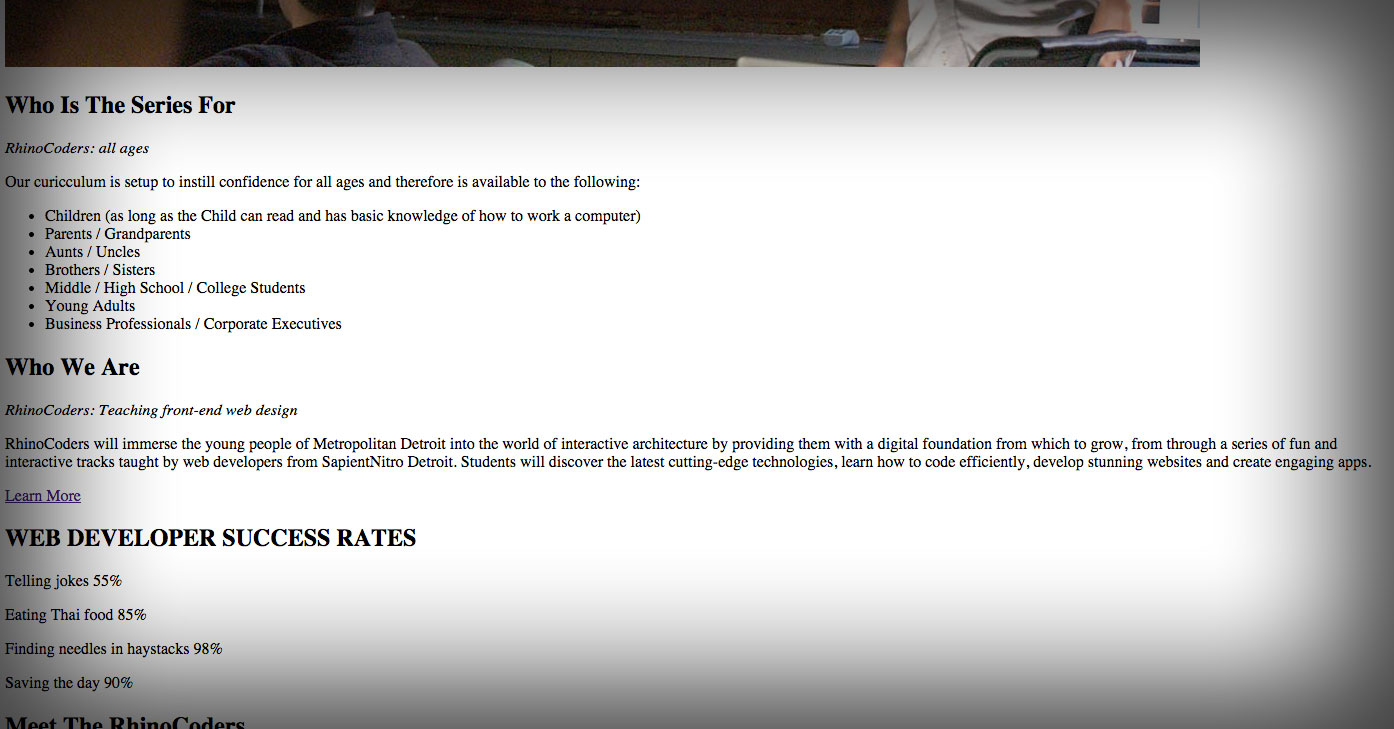 Who Is The Series For
RhinoCoders: all ages
Our curicculum is setup to instill confidence for all ages and therefore is available to the following:
• Children (as long as the Child can read and has basic knowledge of how to work a computer)
• Parents / Grandparents
• Aunts / Uncles
• Brothers / Sisters
• Middle / High School / College Students
• Young Adults
• Business Professionals / Corporate Executives
Who We Are
RhinoCoders: Teaching front-end web design
RhinoCoders will immerse the young people of Metropolitan Detroit into the world of interactive architecture by providing them with a digital foundation from which to grow, from through a series of fun and
interactive tracks taught by web developers from SapientNitro Detroit. Students will discover the latest cutting-edge technologies, learn how to code efficiently, develop stunning websites and create engaging apps.
Learn More
WEB DEVELOPER SUCCESS RATES
Telling jokes 55%
Eating Thai food 85%
Finding needles in haystacks 98%
Saving the day 90%
Meet The RhinoCoders